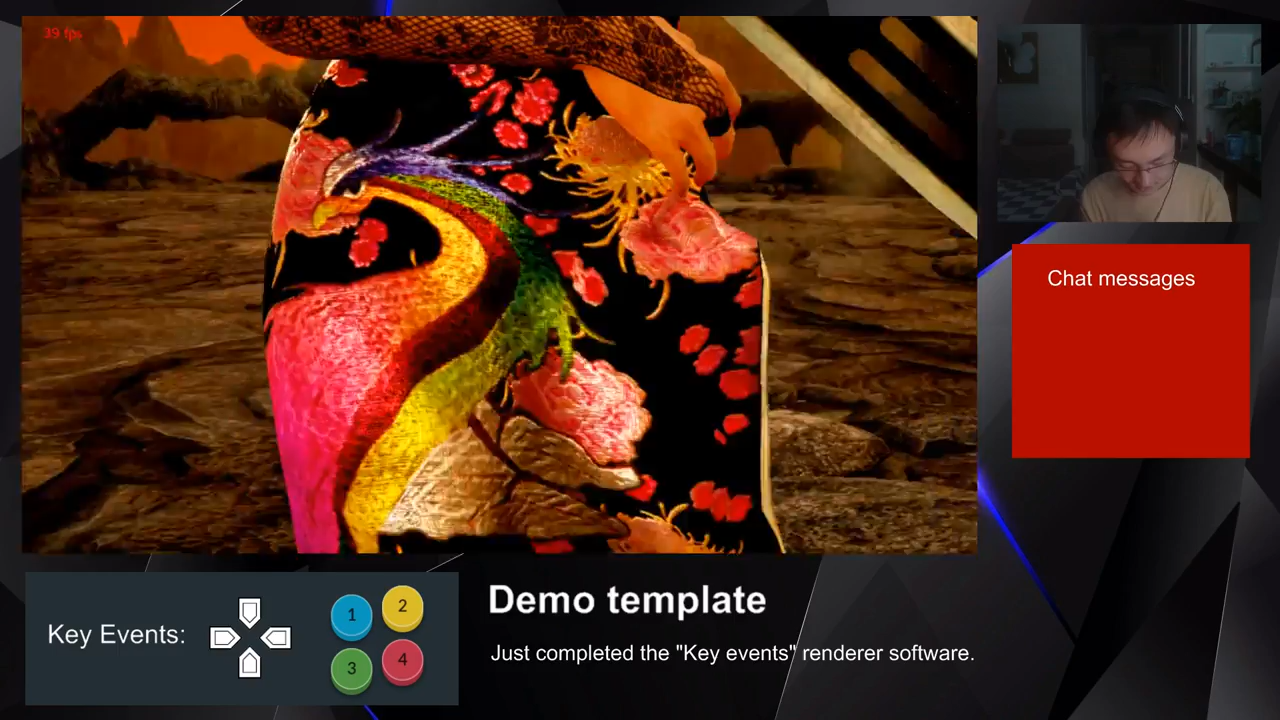 39 fps
Chat messages
Key Events:
1
2
3
4
Demo template
Just completed the "Key events" renderer software.